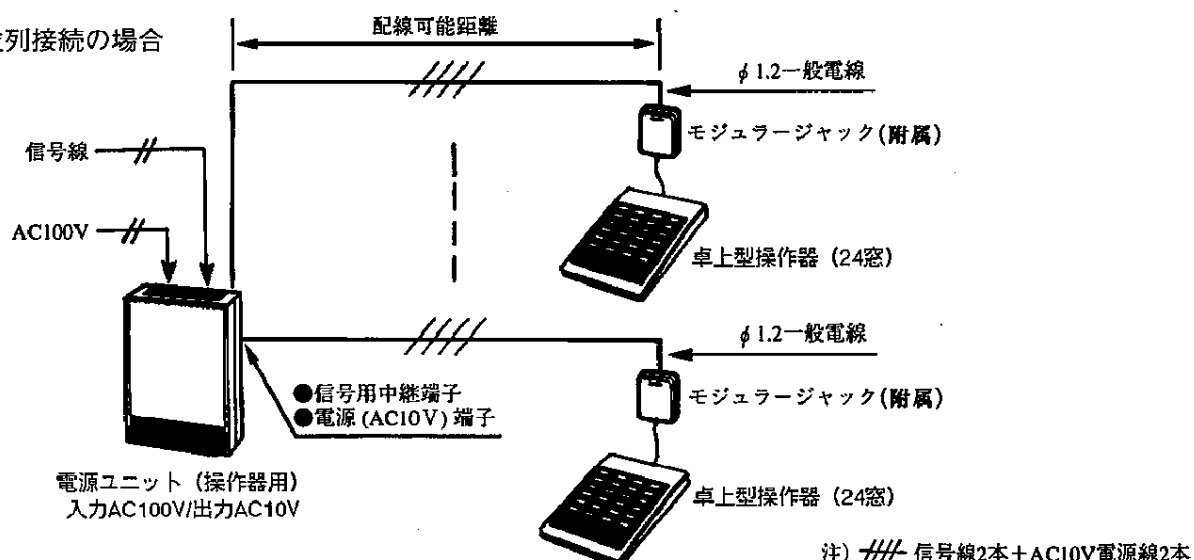 列接続の場合
配線可能距離
φ1.2一般電線
モジュラージャック(附属)
信号線
AC100V
卓上型操作器（24窓）
φ1.2一般電線
モジュラージャック(附属)
●信号用中継端子
●電源(AC10V)端子
卓上型操作器（24窓）
電源ユニット（操作器用）
入力AC100V/出力AC10V
注） 信号線2本＋AC10V電源線2本